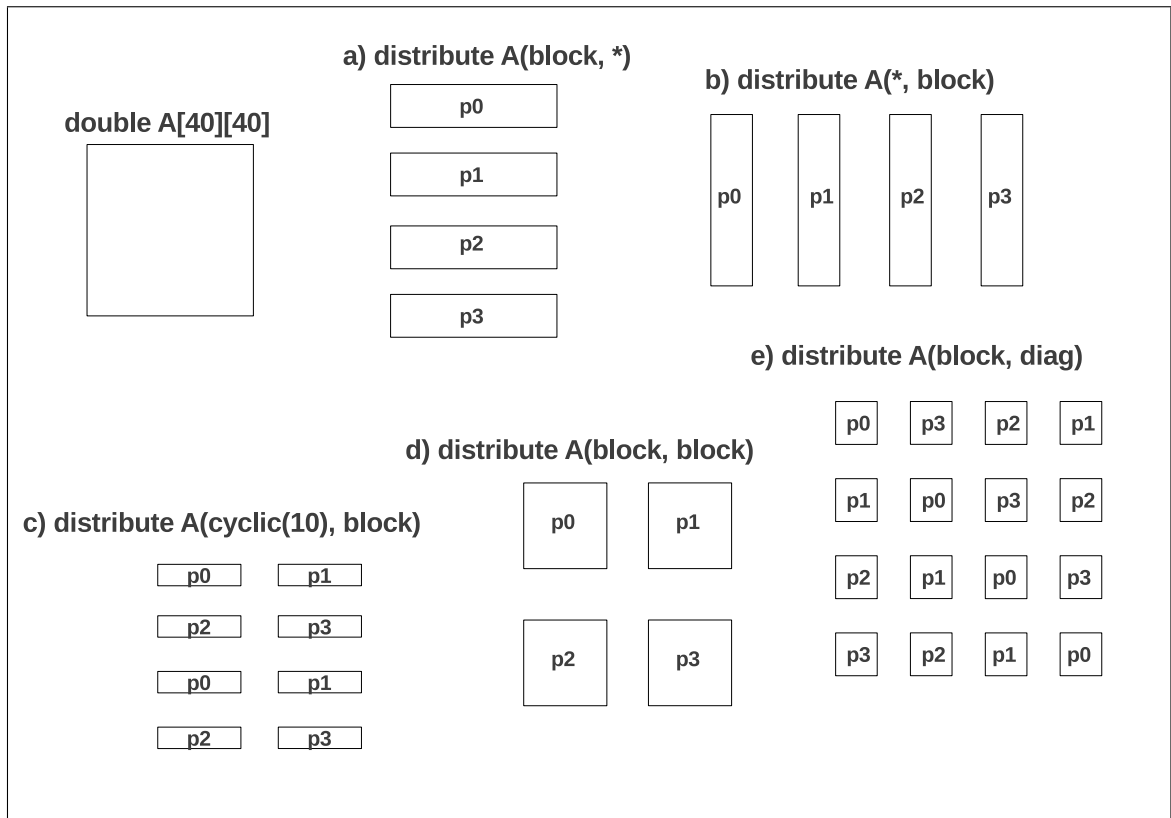 a) distribute A(block, *)
p0
p1
p2
p3
b) distribute A(*, block)
p0 p1 p2 p3
double A[40][40]
e) distribute A(block, diag)
p0 p3 p2 p1
p1 p0 p3 p2
p2 p1 p0 p3
p3 p2 p1 p0
d) distribute A(block, block)
p0 p1
p2 p3
c) distribute A(cyclic(10), block)
p0 p1
p2 p3
p0 p1
p2 p3